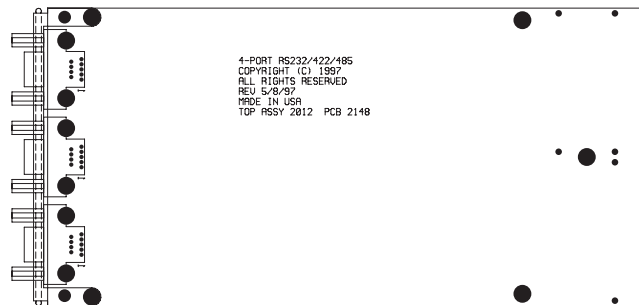 4-PORT RS232/422/485
COPYRIGHT (C) 1997
ALL RIGHTS RESERVED
REV 5/8/97
MADE IN USA
TOP ASSY 2012 PCB 2148